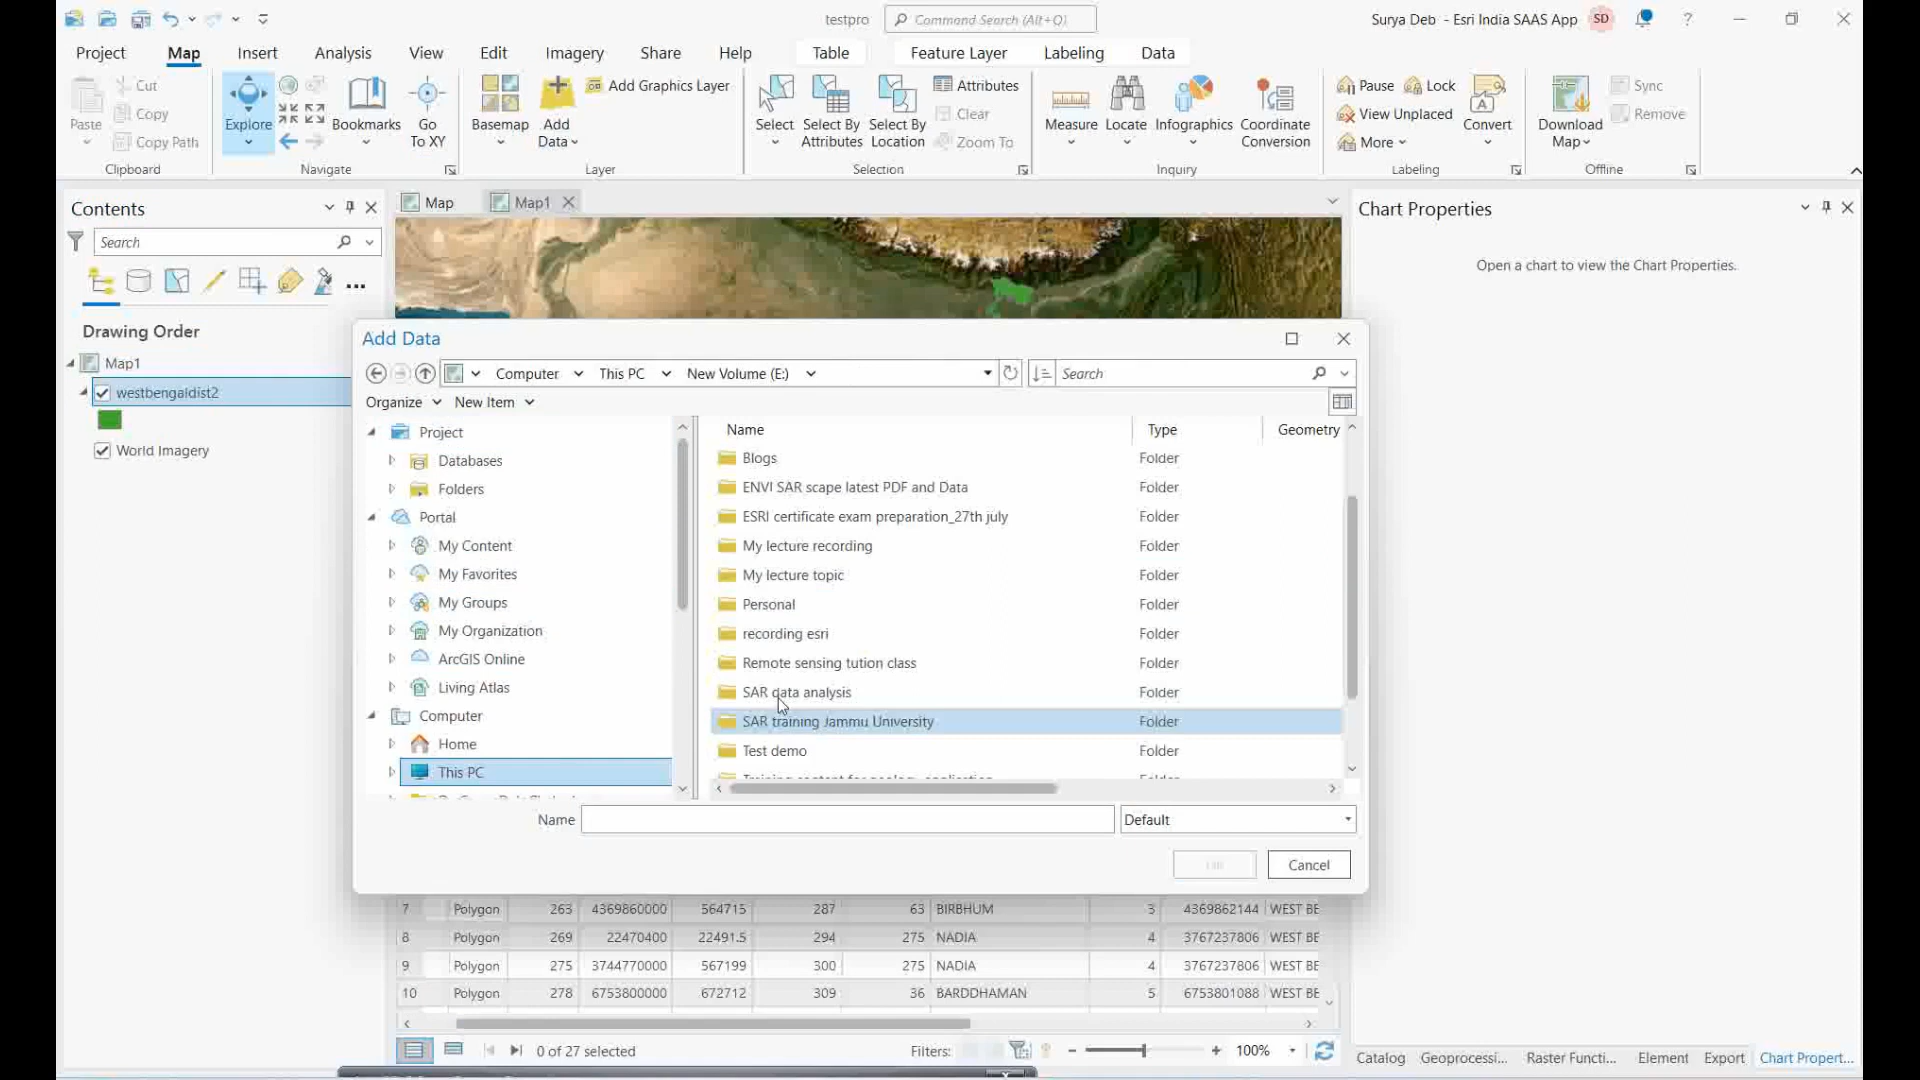 testpro
Command Search (Alt+Q)
Surya Deb - Esri India SAAS App
SD
?
Project
Map
Insert
Analysis
View
Edit
Imagery
Share
Help
Table
Feature Layer
Labeling
Data
Paste
Cut
Copy
Copy Path
Clipboard
Explore
Bookmarks
Go To XY
Navigate
Basemap
Add Data
Add Graphics Layer
Layer
Select
Select By Attributes
Select By Location
Attributes
Clear
Zoom To
Selection
Measure
Locate
Infographics
Coordinate Conversion
Inquiry
Pause
Lock
View Unplaced
More
Convert
Labeling
Download Map
Sync
Remove
Offline
Contents
Search
Drawing Order
Map1
westbengaldist2
World Imagery
Map
Map1
Chart Properties
Open a chart to view the Chart Properties.
Add Data
Computer
This PC
New Volume (E:)
Search
Organize
New Item
Project
Databases
Folders
Portal
My Content
My Favorites
My Groups
My Organization
ArcGIS Online
Living Atlas
Computer
Home
This PC
Name Type Geometry
Blogs Folder
ENVI SAR scape latest PDF and Data Folder
ESRI certificate exam preparation_27th july Folder
My lecture recording Folder
My lecture topic Folder
Personal Folder
recording esri Folder
Remote sensing tution class Folder
SAR data analysis Folder
SAR training Jammu University Folder
Test demo Folder
Name
Default
Cancel
7 Polygon 263 4369860000 564715 287 63 BIRBHUM 3 4369862144 WEST BE
8 Polygon 269 22470400 22491.5 294 275 NADIA 4 3767237806 WEST BE
9 Polygon 275 3744770000 567199 300 275 NADIA 4 3767237806 WEST BE
10 Polygon 278 6753800000 672712 309 36 BARDDHAMAN 5 6753801088 WEST BE
0 of 27 selected
Filters:
100%
Catalog
Geoprocessi...
Raster Functi...
Element
Export
Chart Propert...